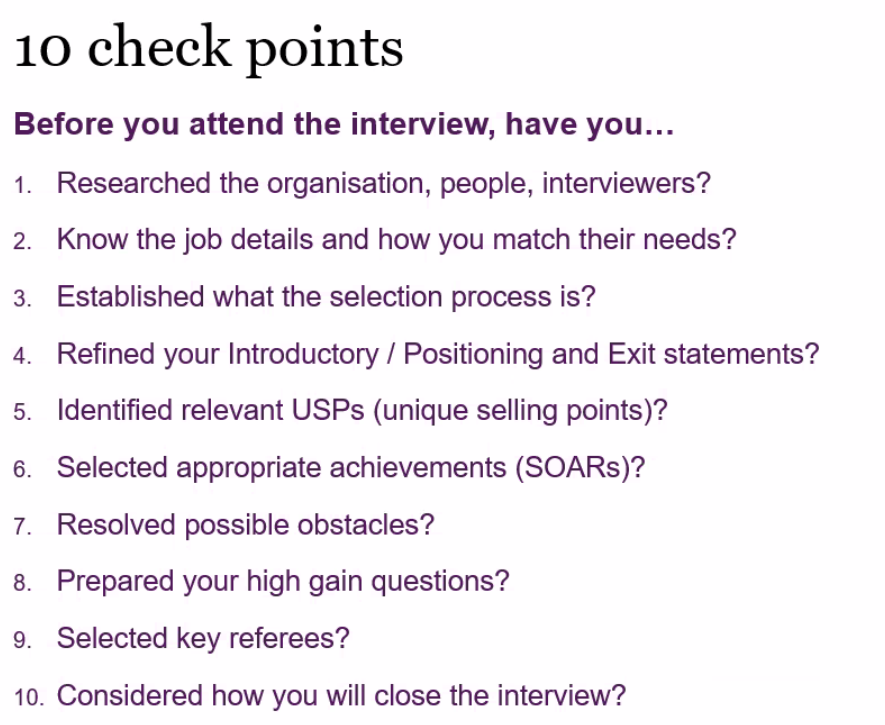 10 check points
Before you attend the interview, have you...
1. Researched the organisation, people, interviewers?
2. Know the job details and how you match their needs?
3. Established what the selection process is?
4. Refined your Introductory / Positioning and Exit statements?
5. Identified relevant USPs (unique selling points)?
6. Selected appropriate achievements (SOARs)?
7. Resolved possible obstacles?
8. Prepared your high gain questions?
9. Selected key referees?
10. Considered how you will close the interview?